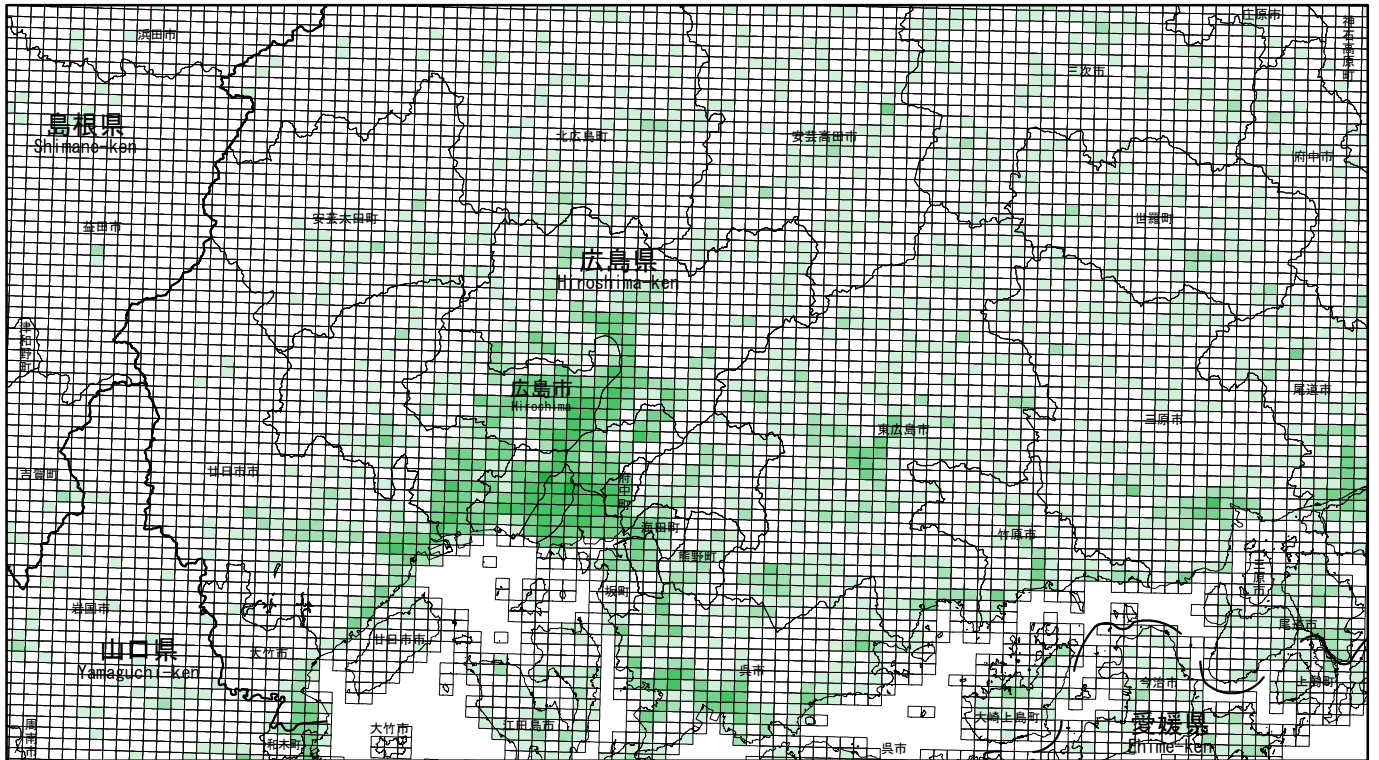 浜田市
庄原市
神石高原町
三次市
島根県
Shimane-ken
北広島町
安芸高田市
府中市
安芸太田町
世羅町
益田市
広島県
Hiroshima-ken
津和野町
広島市
Hiroshima
尾道市
三原市
東広島市
吉賀町
廿日市市
府中町
海田町
竹原市
熊野町
三原市
坂町
岩国市
尾道市
廿日市市
山口県
Yamaguchi-ken
大竹市
呉市
今治市
上島町
大崎上島町
愛媛県
Ehime-ken
江田島市
大竹市
周南市
和木町
呉市